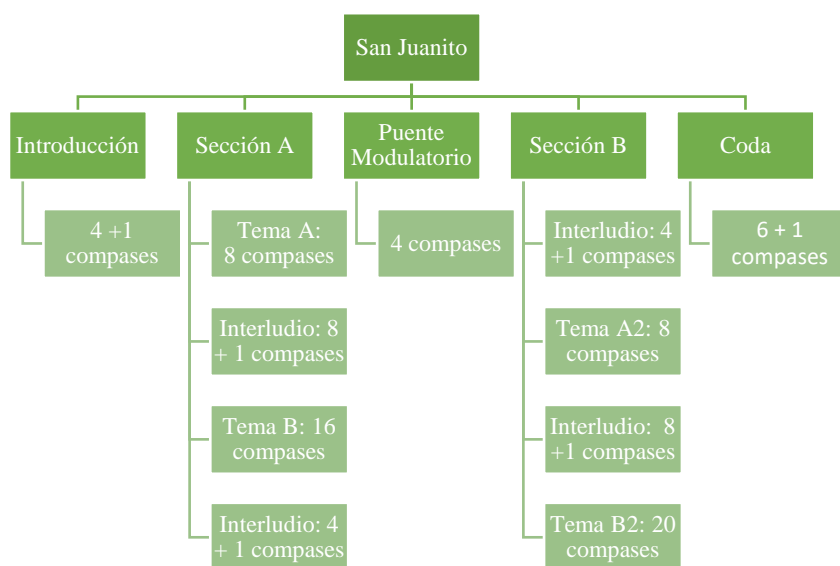 San Juanito
Introducción
4 +1
compases
Sección A
Tema A:
8 compases
Interludio: 8
+ 1 compases
Tema B: 16
compases
Interludio: 4
+ 1 compases
Puente
Modulatorio
4 compases
Sección B
Interludio: 4
+1 compases
Tema A2: 8
compases
Interludio: 8
+1 compases
Tema B2: 20
compases
Coda
6 + 1
compases